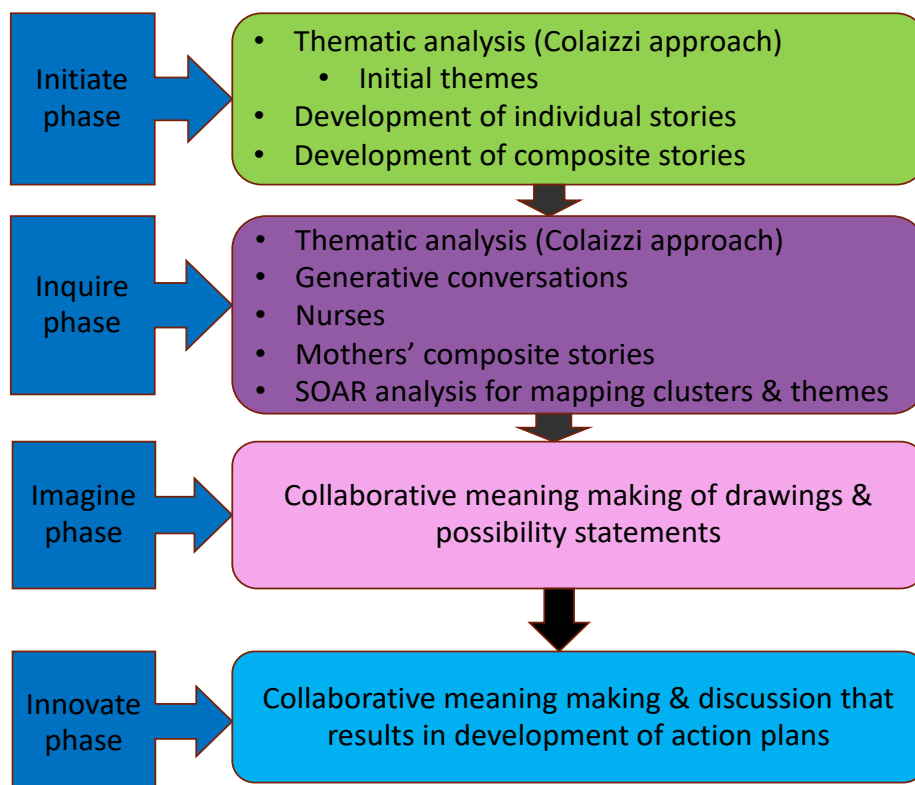 Initiate
phase
• Thematic analysis (Colaizzi approach)
• Initial themes
• Development of individual stories
• Development of composite stories
Inquire
phase
• Thematic analysis (Colaizzi approach)
• Generative conversations
• Nurses
• Mothers’ composite stories
• SOAR analysis for mapping clusters & themes
Imagine
phase
Collaborative meaning making of drawings &
possibility statements
Innovate
phase
Collaborative meaning making & discussion that
results in development of action plans